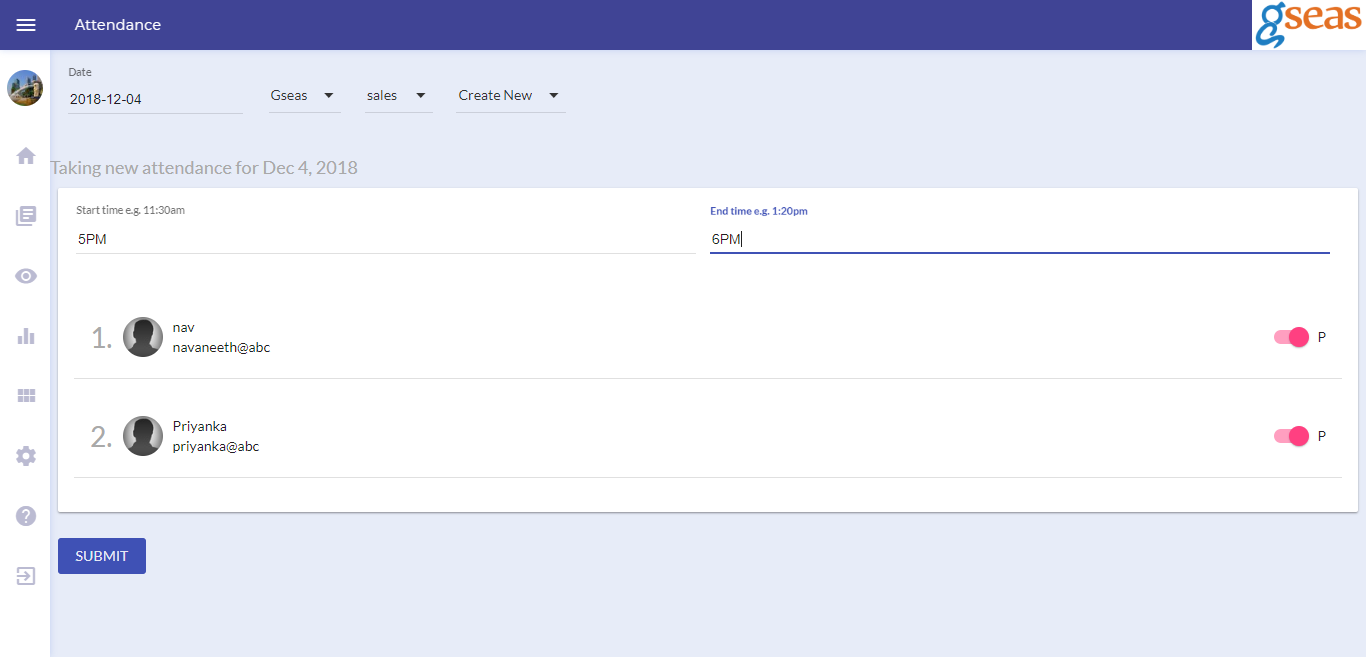 Attendance
gseas
Date
2018-12-04
Gseas
sales
Create New
Taking new attendance for Dec 4, 2018
Start time e.g. 11:30am
End time e.g. 1:20pm
5PM
6PM
1.
nav
navaneeth@abc
P
2.
Priyanka
priyanka@abc
P
SUBMIT